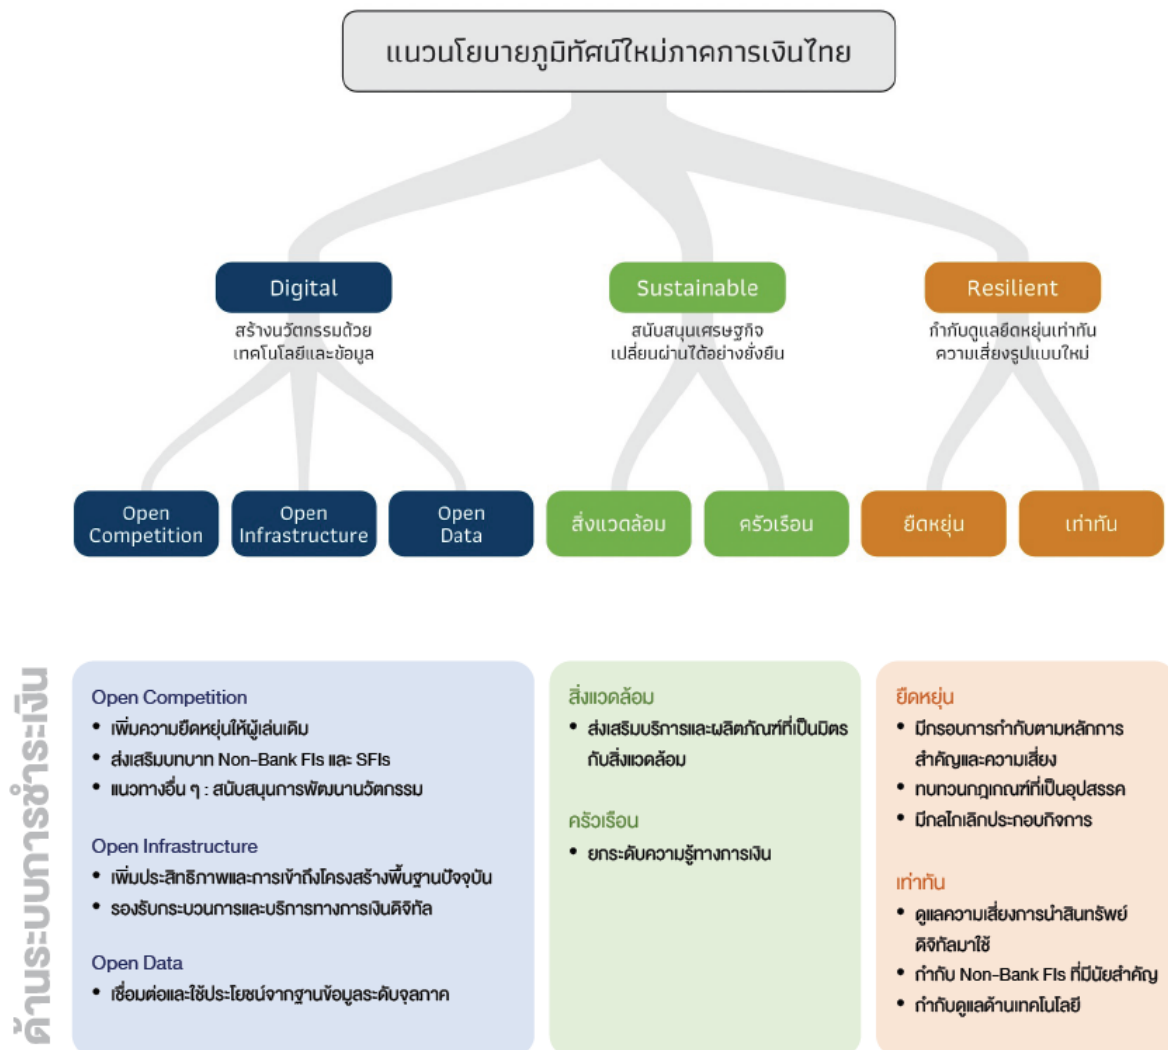 แนวนโยบายภูมิทัศน์ใหม่ภาคการเงินไทย
Digital
สร้างนวัตกรรมด้วย
เทคโนโลยีและข้อมูล
Sustainable
สนับสนุนเศรษฐกิจ
เปลี่ยนผ่านได้อย่างยั่งยืน
Resilient
กำกับดูแลยืดหยุ่นเท่าทัน
ความเสี่ยงรูปแบบใหม่
Open
Competition
Open
Infrastructure
Open
Data
สิ่งแวดล้อม
ครัวเรือน
ยืดหยุ่น
เท่าทัน
ด้านระบบการชำระเงิน
Open Competition
• เพิ่มความยืดหยุ่นให้ผู้เล่นเดิม
• ส่งเสริมบทบาท Non-Bank FIs และ SFIs
• แนวทางอื่น ๆ : สนับสนุนการพัฒนานวัตกรรม
Open Infrastructure
• เพิ่มประสิทธิภาพและการเข้าถึงโครงสร้างพื้นฐานปัจจุบัน
• รองรับกระบวนการและบริการทางการเงินดิจิทัล
Open Data
• เชื่อมต่อและใช้ประโยชน์จากฐานข้อมูลระดับจุลภาค
สิ่งแวดล้อม
• ส่งเสริมบริการและผลิตภัณฑ์ที่เป็นมิตร
กับสิ่งแวดล้อม
ครัวเรือน
• ยกระดับความรู้ทางการเงิน
ยืดหยุ่น
• มีกรอบการกำกับตามหลักการ
สำคัญและความเสี่ยง
• ทบทวนกฎเกณฑ์ที่เป็นอุปสรรค
• มีกลไกเลิกประกอบกิจการ
เท่าทัน
• ดูแลความเสี่ยงการนำสินทรัพย์
ดิจิทัลมาใช้
• กำกับ Non-Bank FIs ที่มีนัยสำคัญ
• กำกับดูแลด้านเทคโนโลยี